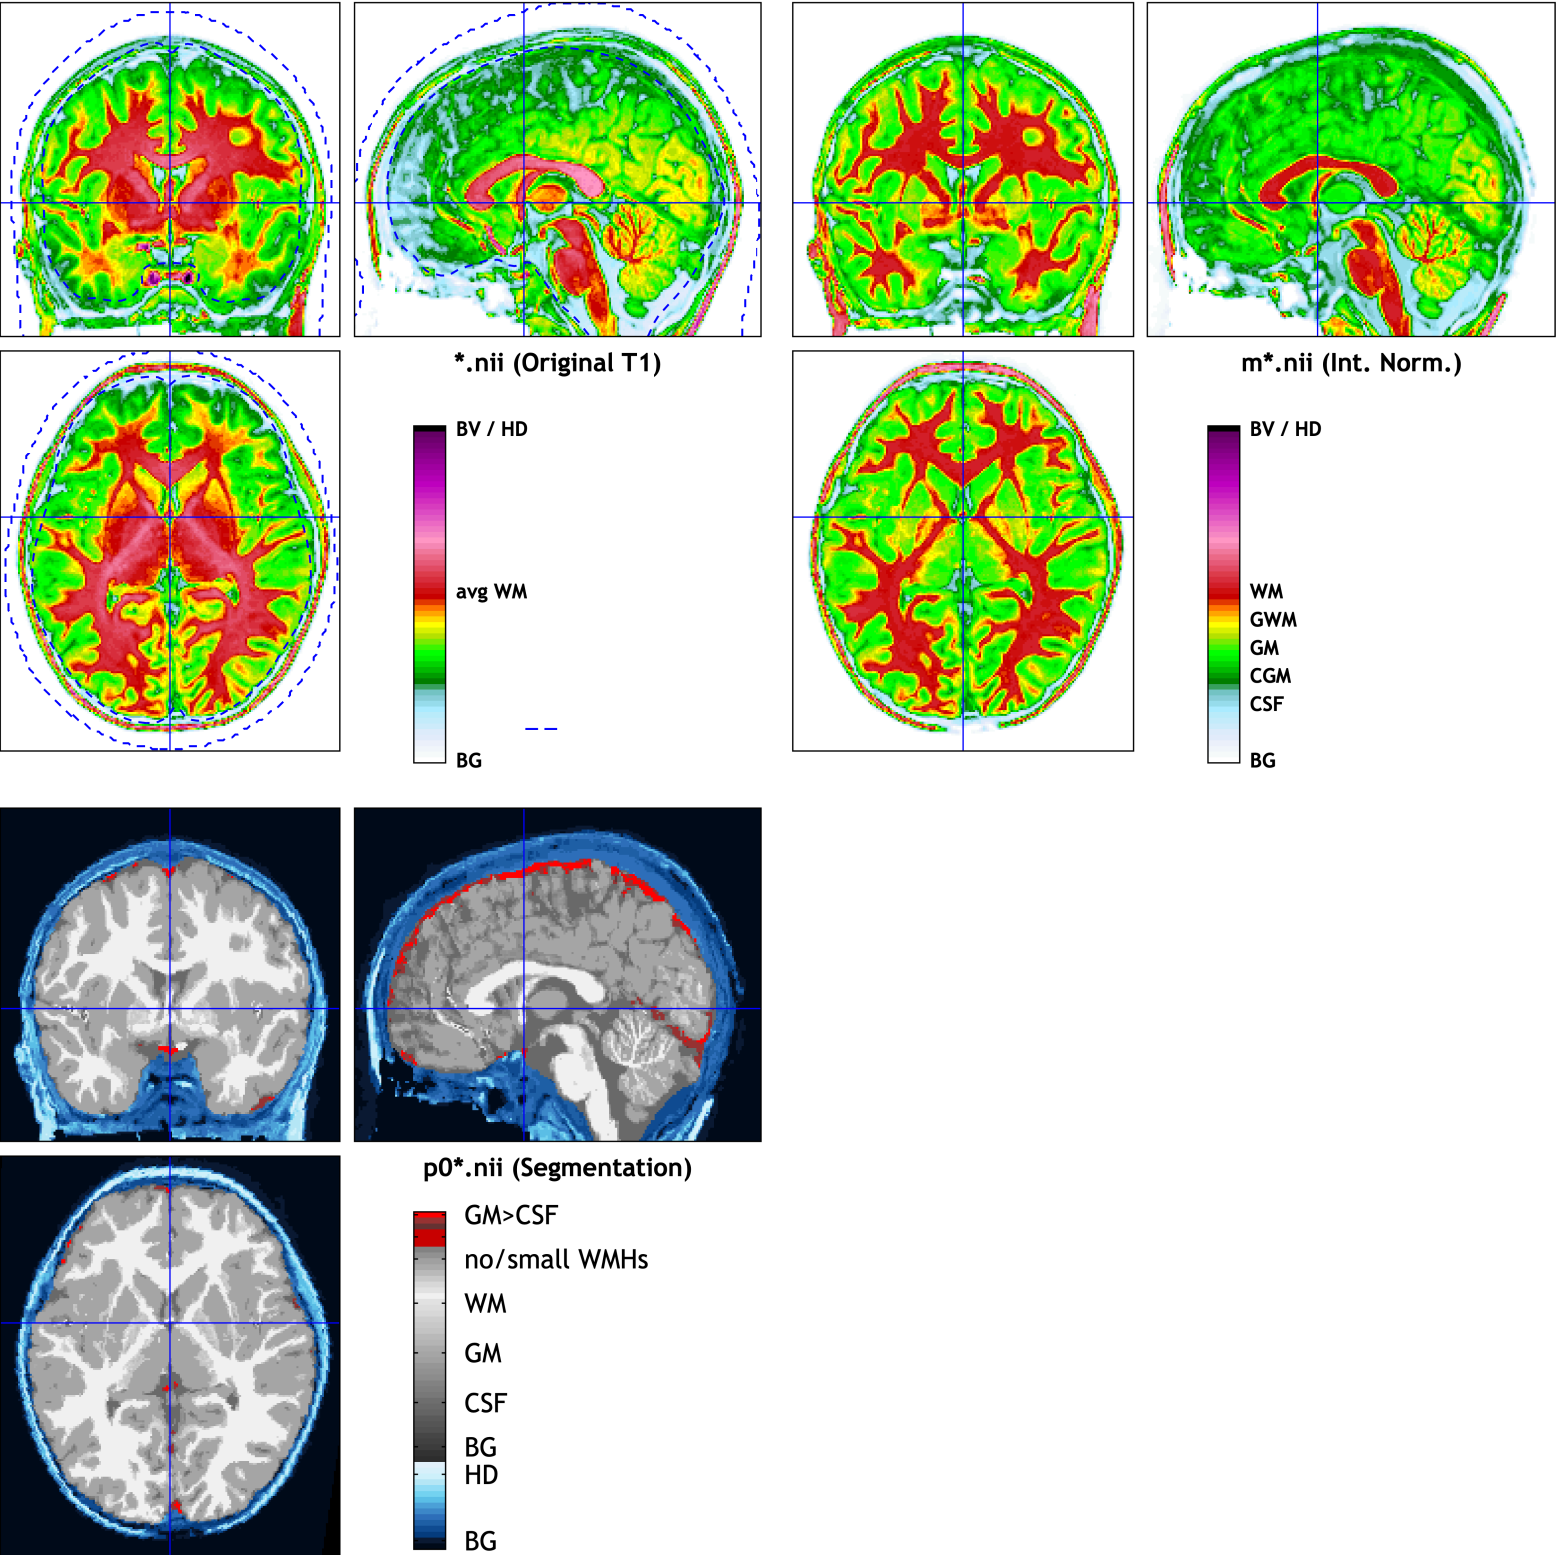 *.nii (Original T1)
BV / HD
avg WM
BG
m*.nii (Int. Norm.)
BV / HD
WM
GWM
GM
CGM
CSF
BG
p0*.nii (Segmentation)
GM>CSF
no/small WMHs
WM
GM
CSF
BG
HD
BG